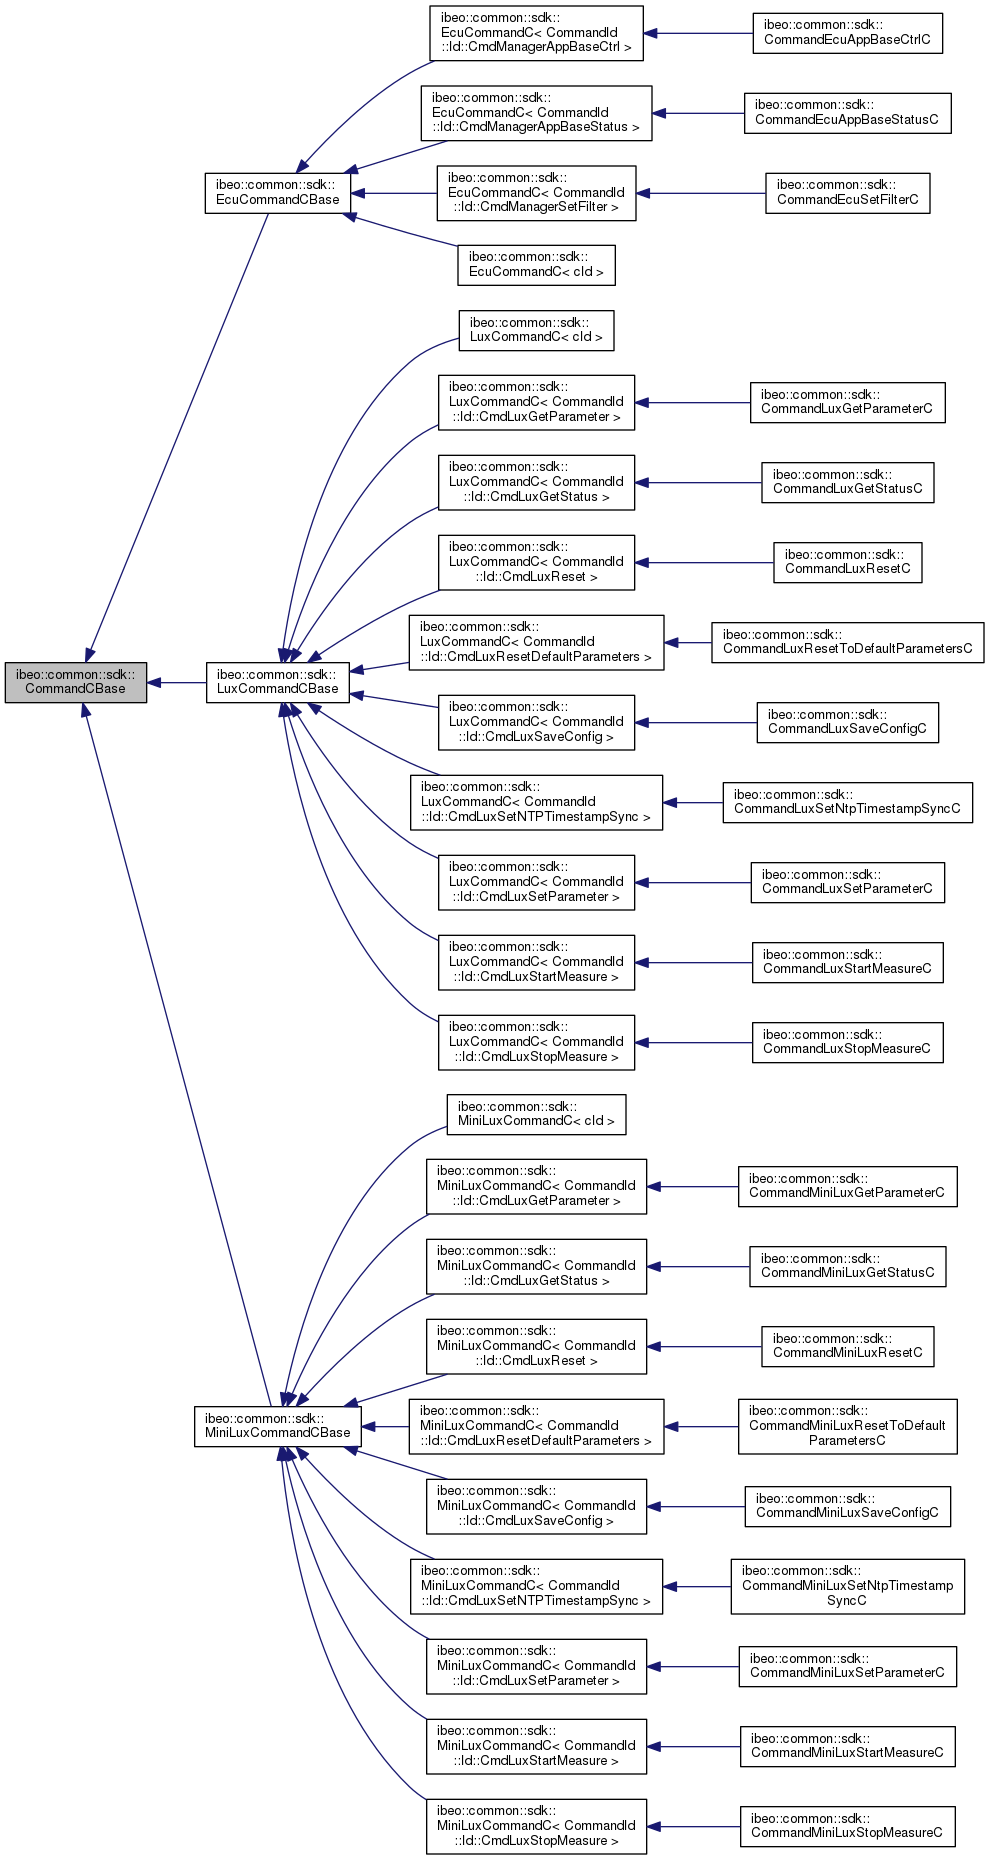 ibeo::common::sdk::
EcuCommandC< CommandId
::Id::CmdManagerAppBaseCtrl >
ibeo::common::sdk::
CommandEcuAppBaseCtrlC
ibeo::common::sdk::
EcuCommandC< CommandId
::Id::CmdManagerAppBaseStatus >
ibeo::common::sdk::
CommandEcuAppBaseStatusC
ibeo::common::sdk::
EcuCommandCBase
ibeo::common::sdk::
EcuCommandC< CommandId
::Id::CmdManagerSetFilter >
ibeo::common::sdk::
CommandEcuSetFilterC
ibeo::common::sdk::
EcuCommandC< cId >
ibeo::common::sdk::
LuxCommandC< cId >
ibeo::common::sdk::
LuxCommandC< CommandId
::Id::CmdLuxGetParameter >
ibeo::common::sdk::
CommandLuxGetParameterC
ibeo::common::sdk::
LuxCommandC< CommandId
::Id::CmdLuxGetStatus >
ibeo::common::sdk::
CommandLuxGetStatusC
ibeo::common::sdk::
LuxCommandC< CommandId
::Id::CmdLuxReset >
ibeo::common::sdk::
CommandLuxResetC
ibeo::common::sdk::
LuxCommandC< CommandId
::Id::CmdLuxResetDefaultParameters >
ibeo::common::sdk::
CommandLuxResetToDefaultParametersC
ibeo::common::sdk::
CommandCBase
ibeo::common::sdk::
LuxCommandCBase
ibeo::common::sdk::
LuxCommandC< CommandId
::Id::CmdLuxSaveConfig >
ibeo::common::sdk::
CommandLuxSaveConfigC
ibeo::common::sdk::
LuxCommandC< CommandId
::Id::CmdLuxSetNTPTimestampSync >
ibeo::common::sdk::
CommandLuxSetNtpTimestampSyncC
ibeo::common::sdk::
LuxCommandC< CommandId
::Id::CmdLuxSetParameter >
ibeo::common::sdk::
CommandLuxSetParameterC
ibeo::common::sdk::
LuxCommandC< CommandId
::Id::CmdLuxStartMeasure >
ibeo::common::sdk::
CommandLuxStartMeasureC
ibeo::common::sdk::
LuxCommandC< CommandId
::Id::CmdLuxStopMeasure >
ibeo::common::sdk::
CommandLuxStopMeasureC
ibeo::common::sdk::
MiniLuxCommandC< cId >
ibeo::common::sdk::
MiniLuxCommandC< CommandId
::Id::CmdLuxGetParameter >
ibeo::common::sdk::
CommandMiniLuxGetParameterC
ibeo::common::sdk::
MiniLuxCommandC< CommandId
::Id::CmdLuxGetStatus >
ibeo::common::sdk::
CommandMiniLuxGetStatusC
ibeo::common::sdk::
MiniLuxCommandC< CommandId
::Id::CmdLuxReset >
ibeo::common::sdk::
CommandMiniLuxResetC
ibeo::common::sdk::
MiniLuxCommandCBase
ibeo::common::sdk::
MiniLuxCommandC< CommandId
::Id::CmdLuxResetDefaultParameters >
ibeo::common::sdk::
CommandMiniLuxResetToDefault
ParametersC
ibeo::common::sdk::
MiniLuxCommandC< CommandId
::Id::CmdLuxSaveConfig >
ibeo::common::sdk::
CommandMiniLuxSaveConfigC
ibeo::common::sdk::
MiniLuxCommandC< CommandId
::Id::CmdLuxSetNTPTimestampSync >
ibeo::common::sdk::
CommandMiniLuxSetNtpTimestamp
SyncC
ibeo::common::sdk::
MiniLuxCommandC< CommandId
::Id::CmdLuxSetParameter >
ibeo::common::sdk::
CommandMiniLuxSetParameterC
ibeo::common::sdk::
MiniLuxCommandC< CommandId
::Id::CmdLuxStartMeasure >
ibeo::common::sdk::
CommandMiniLuxStartMeasureC
ibeo::common::sdk::
MiniLuxCommandC< CommandId
::Id::CmdLuxStopMeasure >
ibeo::common::sdk::
CommandMiniLuxStopMeasureC